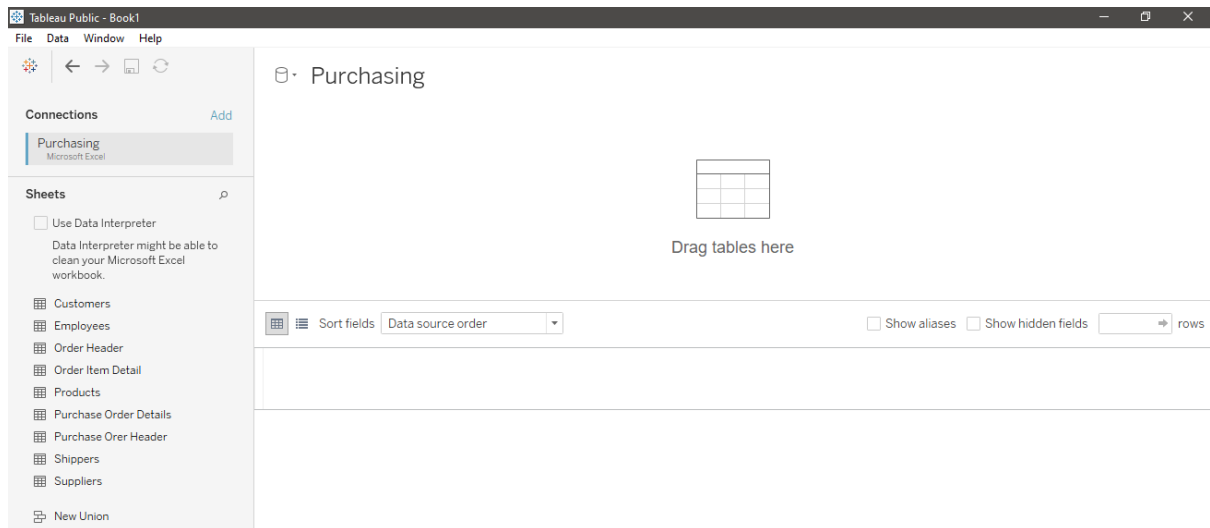 Tableau Public - Book1
File Data Window Help
Purchasing
Connections Add
Purchasing
Microsoft Excel
Sheets
Use Data Interpreter
Data Interpreter might be able to
clean your Microsoft Excel
workbook.
Customers
Employees
Order Header
Order Item Detail
Products
Purchase Order Details
Purchase Orer Header
Shippers
Suppliers
New Union
Drag tables here
Sort fields Data source order
Show aliases Show hidden fields rows